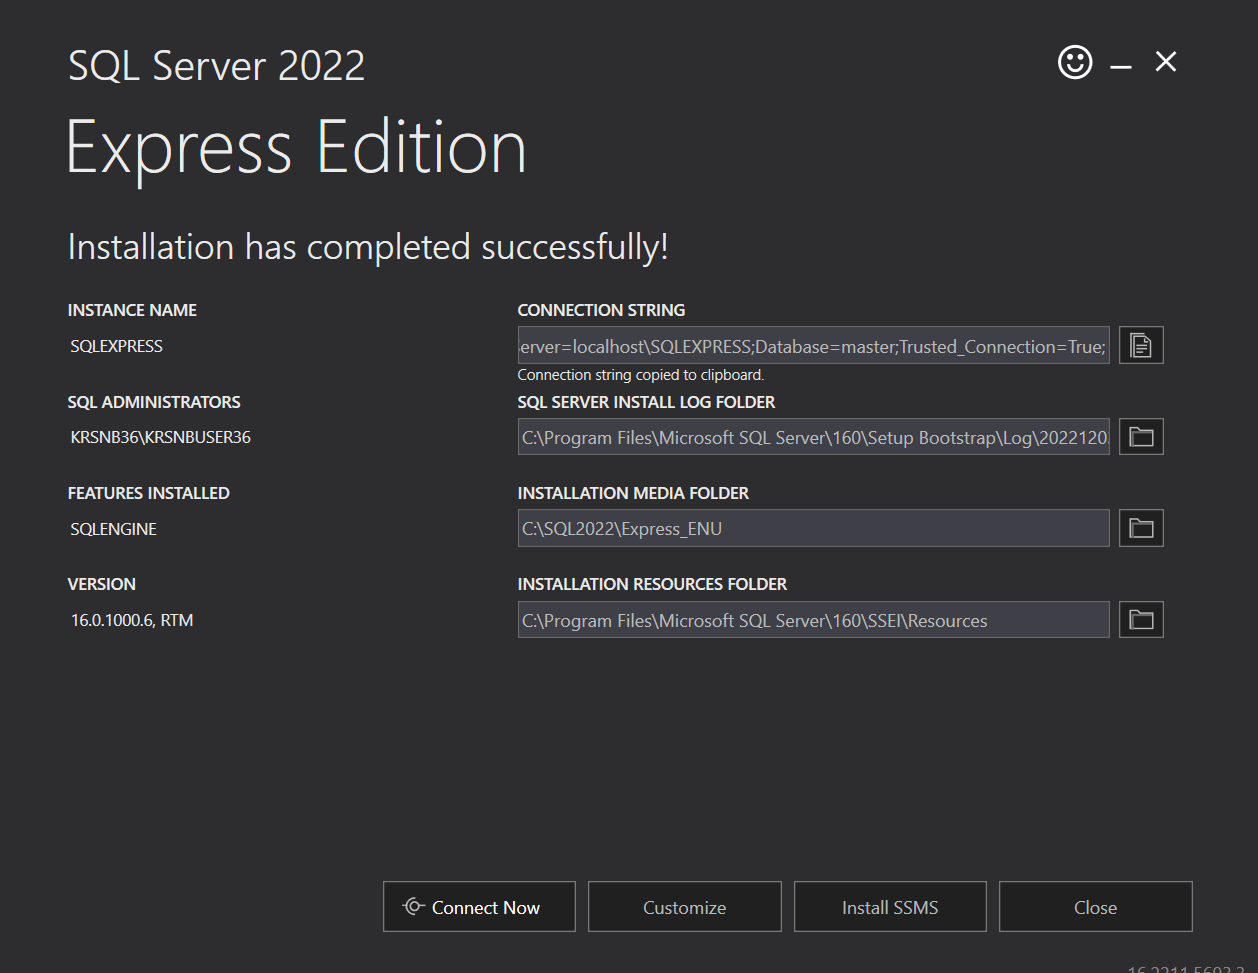 SQL Server 2022
Express Edition
Installation has completed successfully!
INSTANCE NAME
SQLEXPRESS
CONNECTION STRING
erver=localhost\SQLEXPRESS;Database=master;Trusted_Connection=True;
Connection string copied to clipboard.
SQL ADMINISTRATORS
KRSNB36\KRSNBUSER36
SQL SERVER INSTALL LOG FOLDER
C:\Program Files\Microsoft SQL Server\160\Setup Bootstrap\Log\2022120
FEATURES INSTALLED
SQLENGINE
INSTALLATION MEDIA FOLDER
C:\SQL2022\Express_ENU
VERSION
16.0.1000.6, RTM
INSTALLATION RESOURCES FOLDER
C:\Program Files\Microsoft SQL Server\160\SSEI\Resources
Connect Now
Customize
Install SSMS
Close